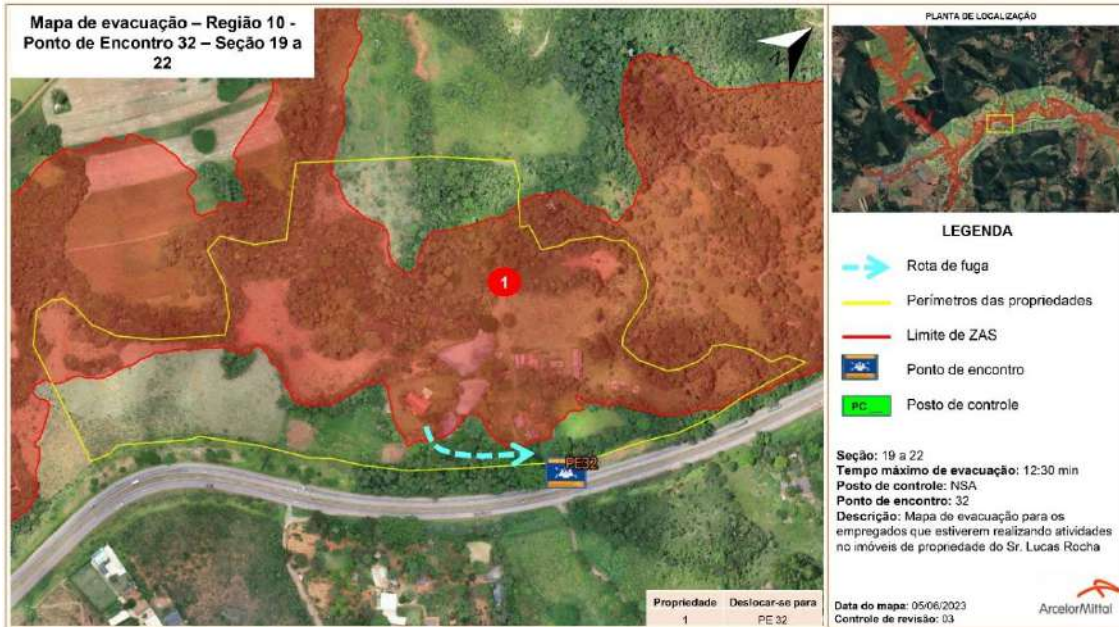 Mapa de evacuação – Região 10 -
Ponto de Encontro 32 – Seção 19 a
22
N
1
PE32
Propriedade Deslocar-se para
1 PE 32
PLANTA DE LOCALIZAÇÃO
LEGENDA
Rota de fuga
Perímetros das propriedades
Limite de ZAS
Ponto de encontro
PC __ Posto de controle
Seção: 19 a 22
Tempo máximo de evacuação: 12:30 min
Posto de controle: NSA
Ponto de encontro: 32
Descrição: Mapa de evacuação para os
empregados que estiverem realizando atividades
no imóveis de propriedade do Sr. Lucas Rocha
Data do mapa: 05/06/2023
Controle de revisão: 03
ArcelorMittal